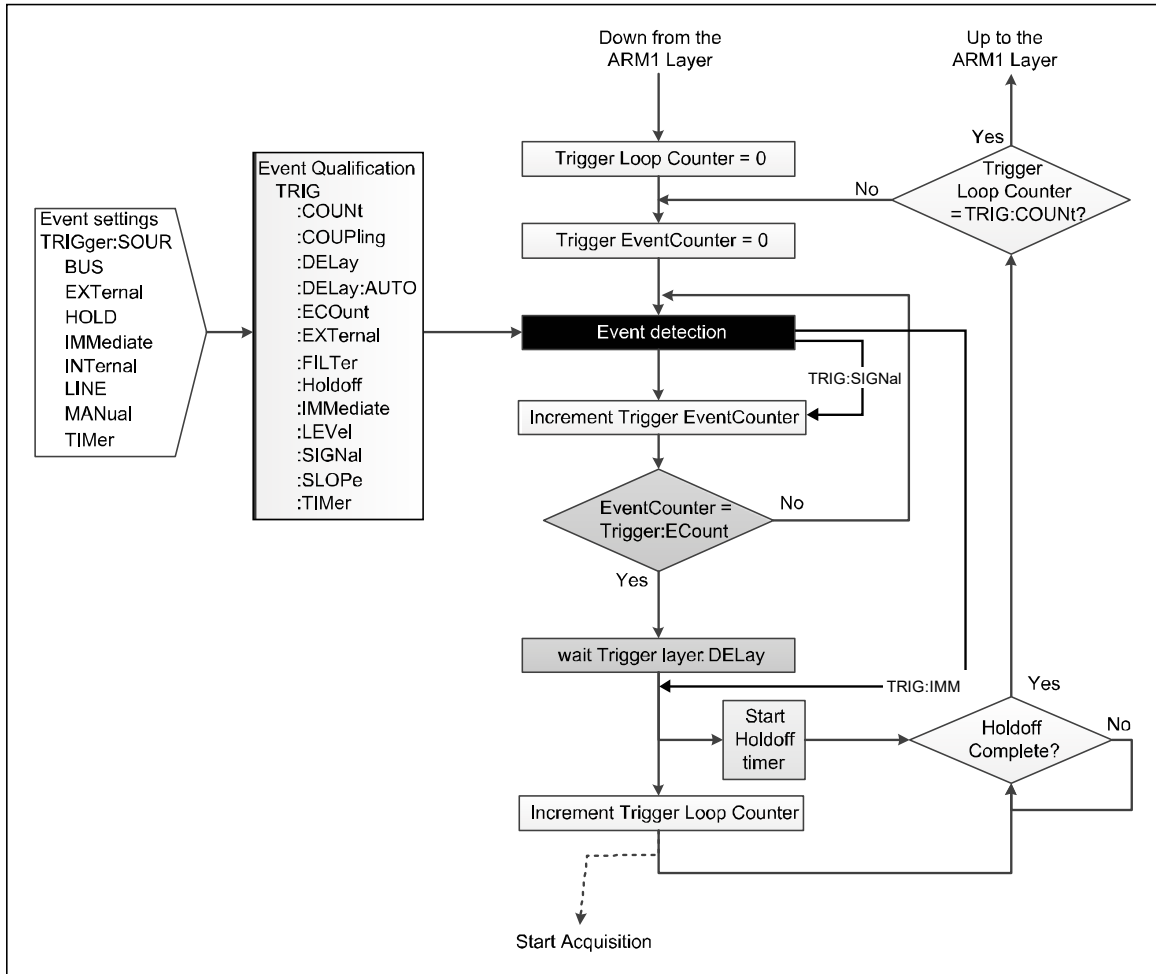 Down from the
ARM1 Layer
Up to the
ARM1 Layer
Yes
Trigger Loop Counter = 0
No
Trigger
Loop Counter
=TRIG:COUNt?
Event settings
TRIGger:SOUR
BUS
EXTernal
HOLD
IMMediate
INTernal
LINE
MANual
TIMer
Event Qualification
TRIG
:COUNt
:COUPling
:DELay
:DELay:AUTO
:ECOunt
:EXTernal
:FILTer
:Holdoff
:IMMediate
:LEVel
:SIGNal
:SLOPe
:TIMer
Trigger EventCounter = 0
Event detection
TRIG:SIGNal
Increment Trigger EventCounter
EventCounter =
Trigger:ECount
No
Yes
wait Trigger layer:DELay
TRIG:IMM
Yes
Start
Holdoff
timer
Holdoff
Complete?
No
Increment Trigger Loop Counter
Start Acquisition